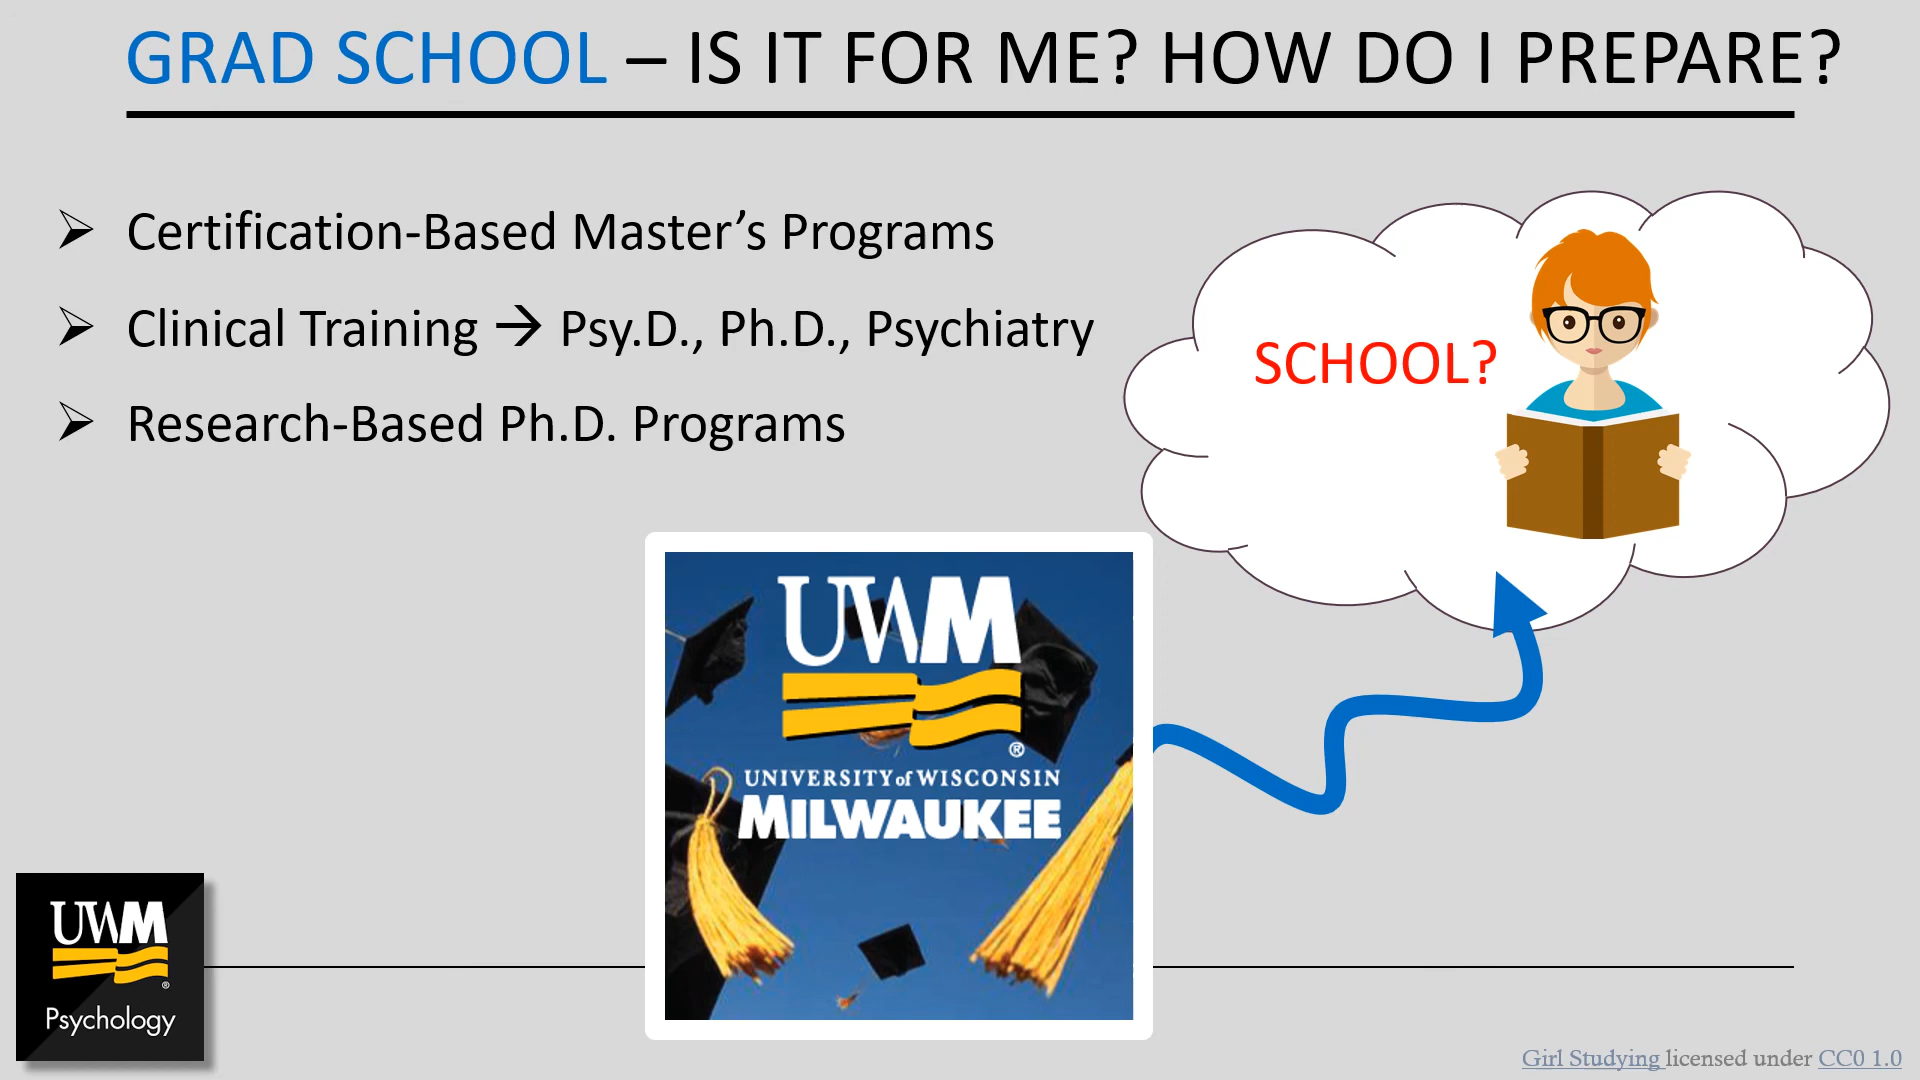 GRAD SCHOOL – IS IT FOR ME? HOW DO I PREPARE?
➢ Certification-Based Master’s Programs
➢ Clinical Training → Psy.D., Ph.D., Psychiatry
➢ Research-Based Ph.D. Programs
SCHOOL?
UWM
®
UNIVERSITY of WISCONSIN
MILWAUKEE
UWM
®
Psychology
Girl Studying licensed under CC0 1.0